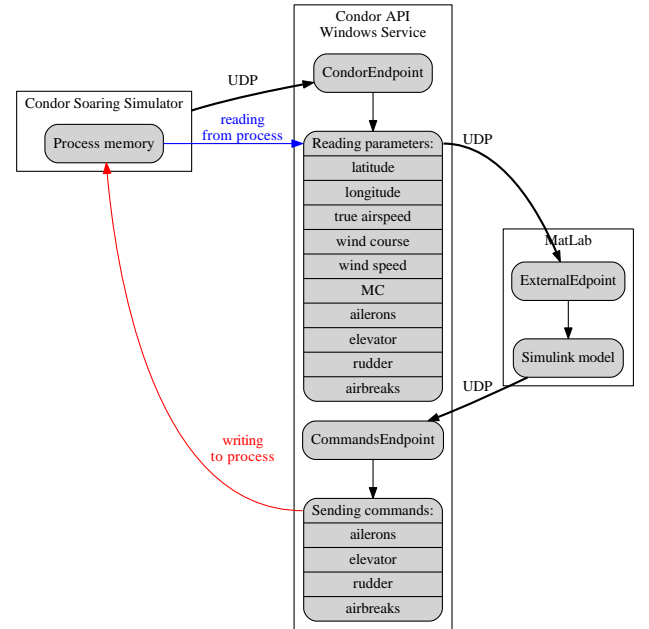 Condor API
Windows Service
CondorEndpoint
UDP
Condor Soaring Simulator
Process memory
reading
from process
Reading parameters:
latitude
longitude
true airspeed
wind course
wind speed
MC
ailerons
elevator
rudder
airbreaks
UDP
MatLab
ExternalEdpoint
Simulink model
UDP
CommandsEndpoint
writing
to process
Sending commands:
ailerons
elevator
rudder
airbreaks